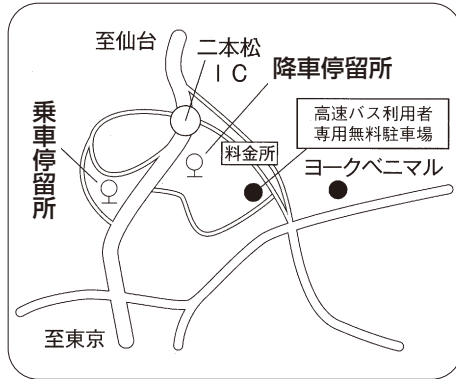 至仙台
二本松
IC
降車停留所
乗車停留所
料金所
高速バス利用者
専用無料駐車場
ヨークベニマル
至東京